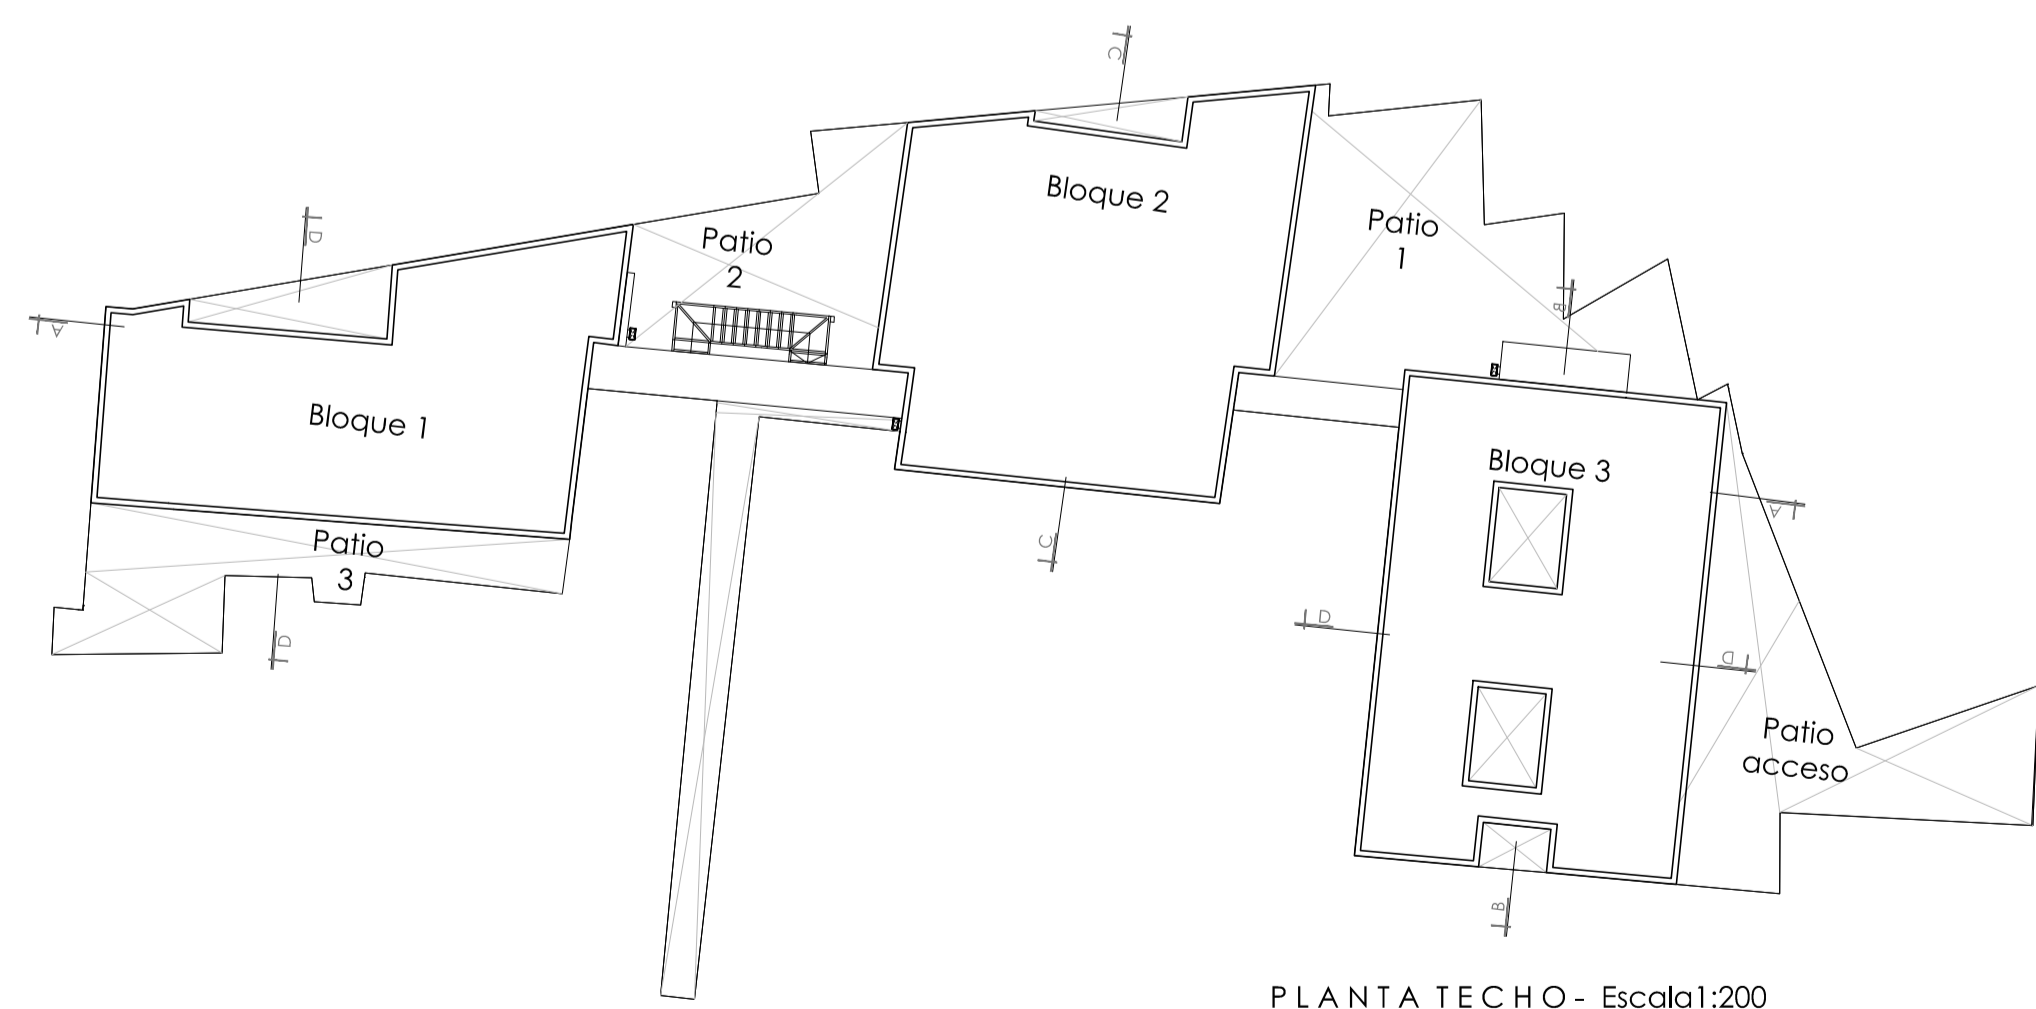 C
Bloque 2
D
Patio
2
Patio
1
A
B
Bloque 1
Bloque 3
A
Patio
3
C
D
D
D
Patio
acceso
B
PLANTA TECHO - Escala1:200